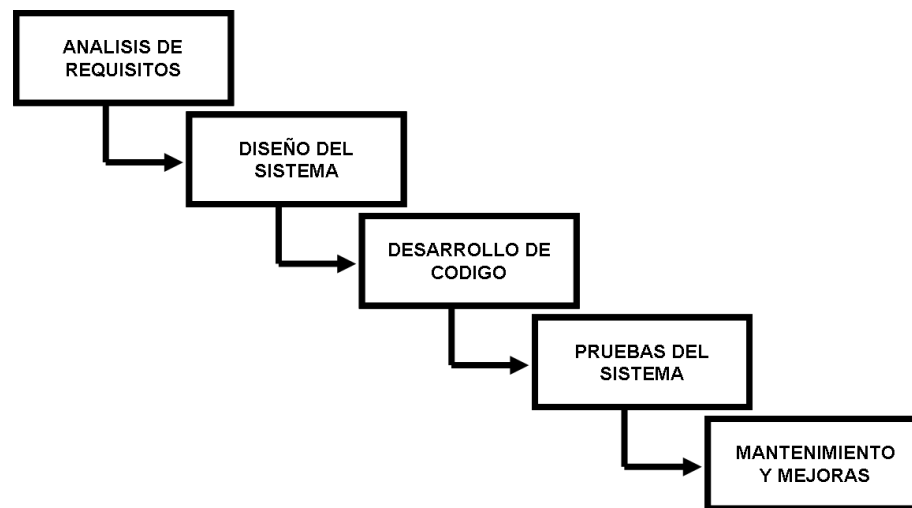 ANALISIS DE
REQUISITOS
DISEÑO DEL
SISTEMA
DESARROLLO DE
CODIGO
PRUEBAS DEL
SISTEMA
MANTENIMIENTO
Y MEJORAS